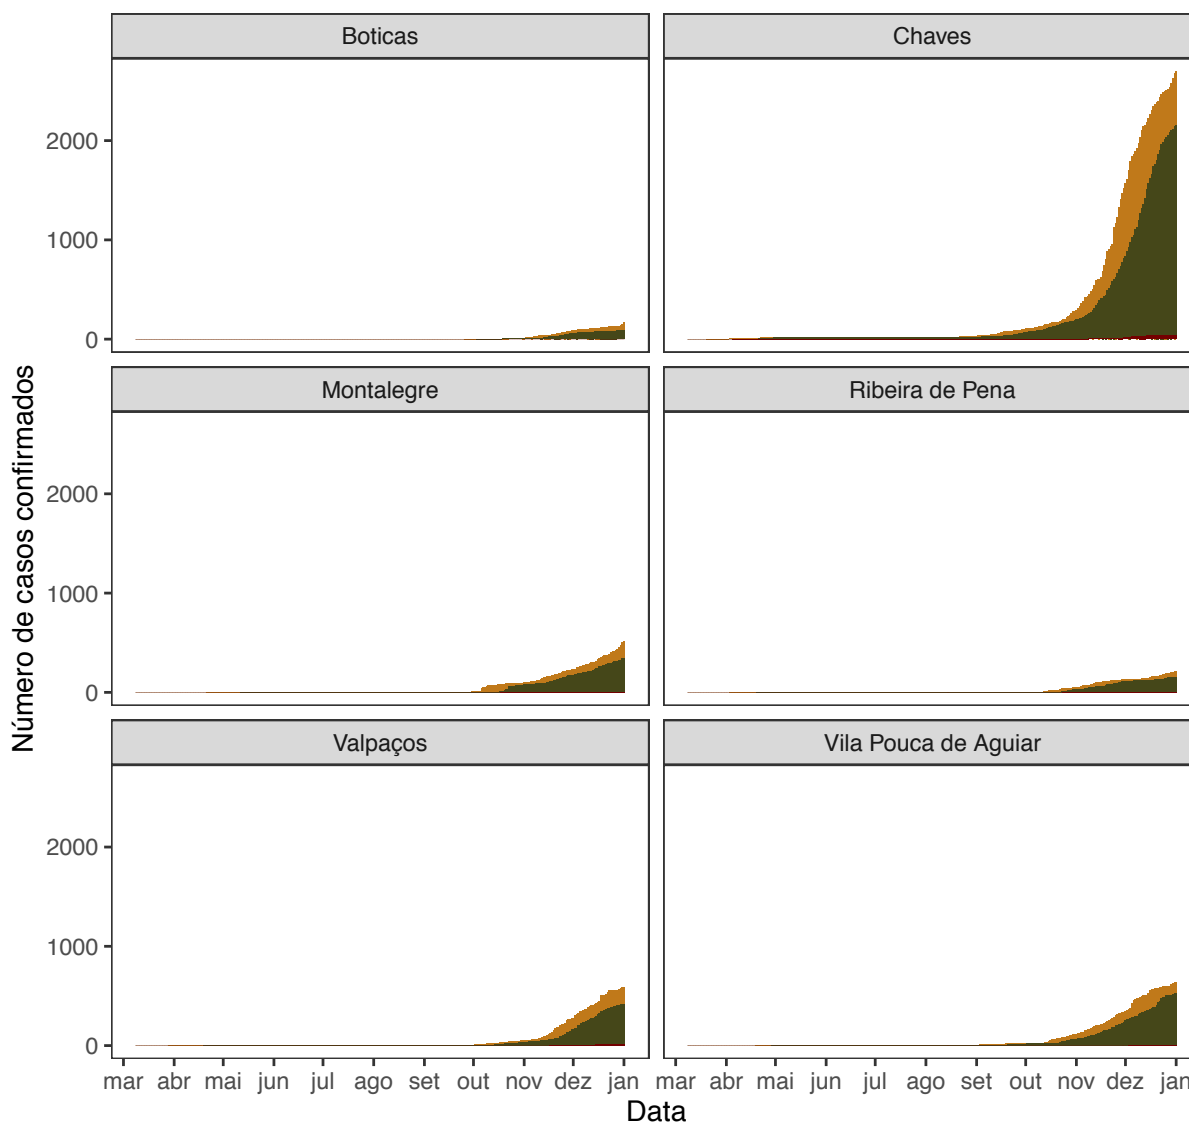 Boticas
Chaves
2000
1000
0
Montalegre
Ribeira de Pena
2000
1000
0
Valpaços
Vila Pouca de Aguiar
2000
1000
0
mar abr mai jun jul ago set out nov dez jan
mar abr mai jun jul ago set out nov dez jan
Data
Número de casos confirmados